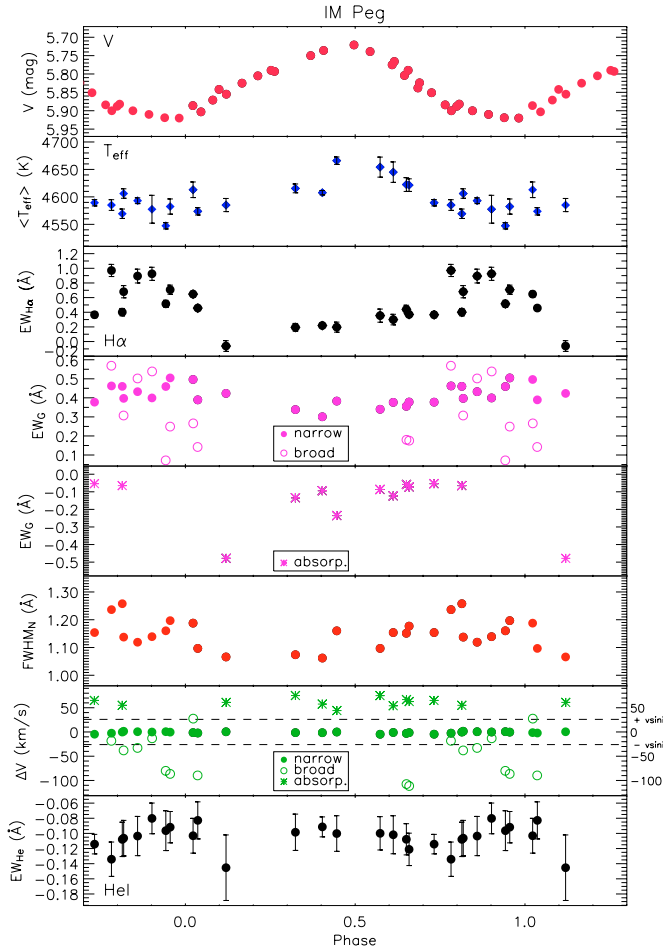 IM Peg
V
V (mag)
5.70
5.75
5.80
5.85
5.90
5.95
Teff
<Teff> (K)
4700
4650
4600
4550
EWHα (Å)
1.2
1.0
0.8
0.6
0.4
0.2
0.0
−0.2
Hα
EWG (Å)
0.6
0.5
0.4
0.3
0.2
0.1
narrow
broad
EWG (Å)
0.0
−0.1
−0.2
−0.3
−0.4
−0.5
absorp.
FWHMN (Å)
1.30
1.20
1.10
1.00
ΔV (km/s)
50
0
−50
−100
narrow
broad
absorp.
50
+ vsini
0
− vsini
−50
−100
EWHe (Å)
−0.06
−0.08
−0.10
−0.12
−0.14
−0.16
−0.18
HeI
0.0 0.5 1.0
Phase